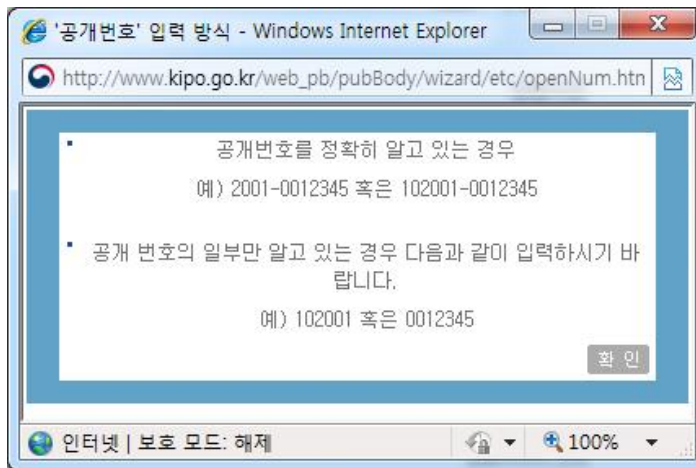 '공개번호' 입력 방식 - Windows Internet Explorer
http://www.kipo.go.kr/web_pb/pubBody/wizard/etc/openNum.htn
공개번호를 정확히 알고 있는 경우
예) 2001-0012345 혹은 102001-0012345
공개 번호의 일부만 알고 있는 경우 다음과 같이 입력하시기 바
랍니다.
예) 102001 혹은 0012345
확 인
인터넷 | 보호 모드: 해제
100%